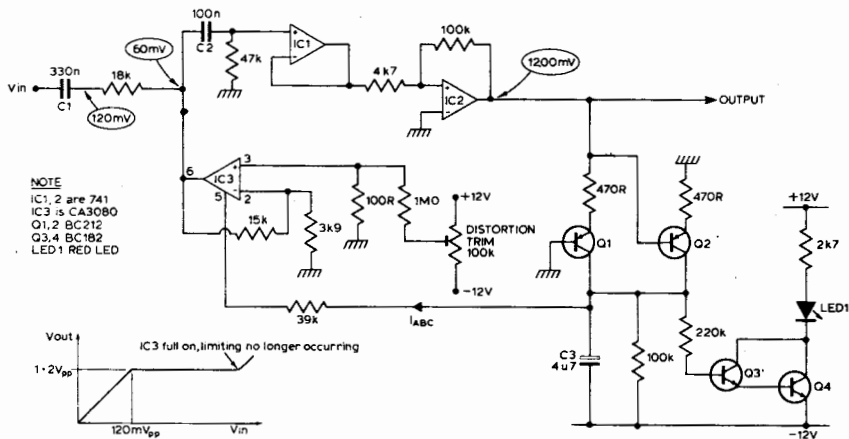 100n
C2
IC1
47k
100k
4k7
IC2
1200mV
OUTPUT
60mV
330n
18k
Vin
C1
120mV
6
IC3
5
3
2
15k
3k9
100R
1M0
+12V
DISTORTION
TRIM
100k
-12V
470R
470R
Q1
Q2
+12V
2k7
LED1
NOTE
IC1, 2 are 741
IC3 is CA3080
Q1,2 BC212
Q3,4 BC182
LED1 RED LED
39k
IABC
C3
4u7
100k
220k
Q3
Q4
-12V
Vout
IC3 full on, limiting no longer occurring
1·2Vpp
120mVpp
Vin